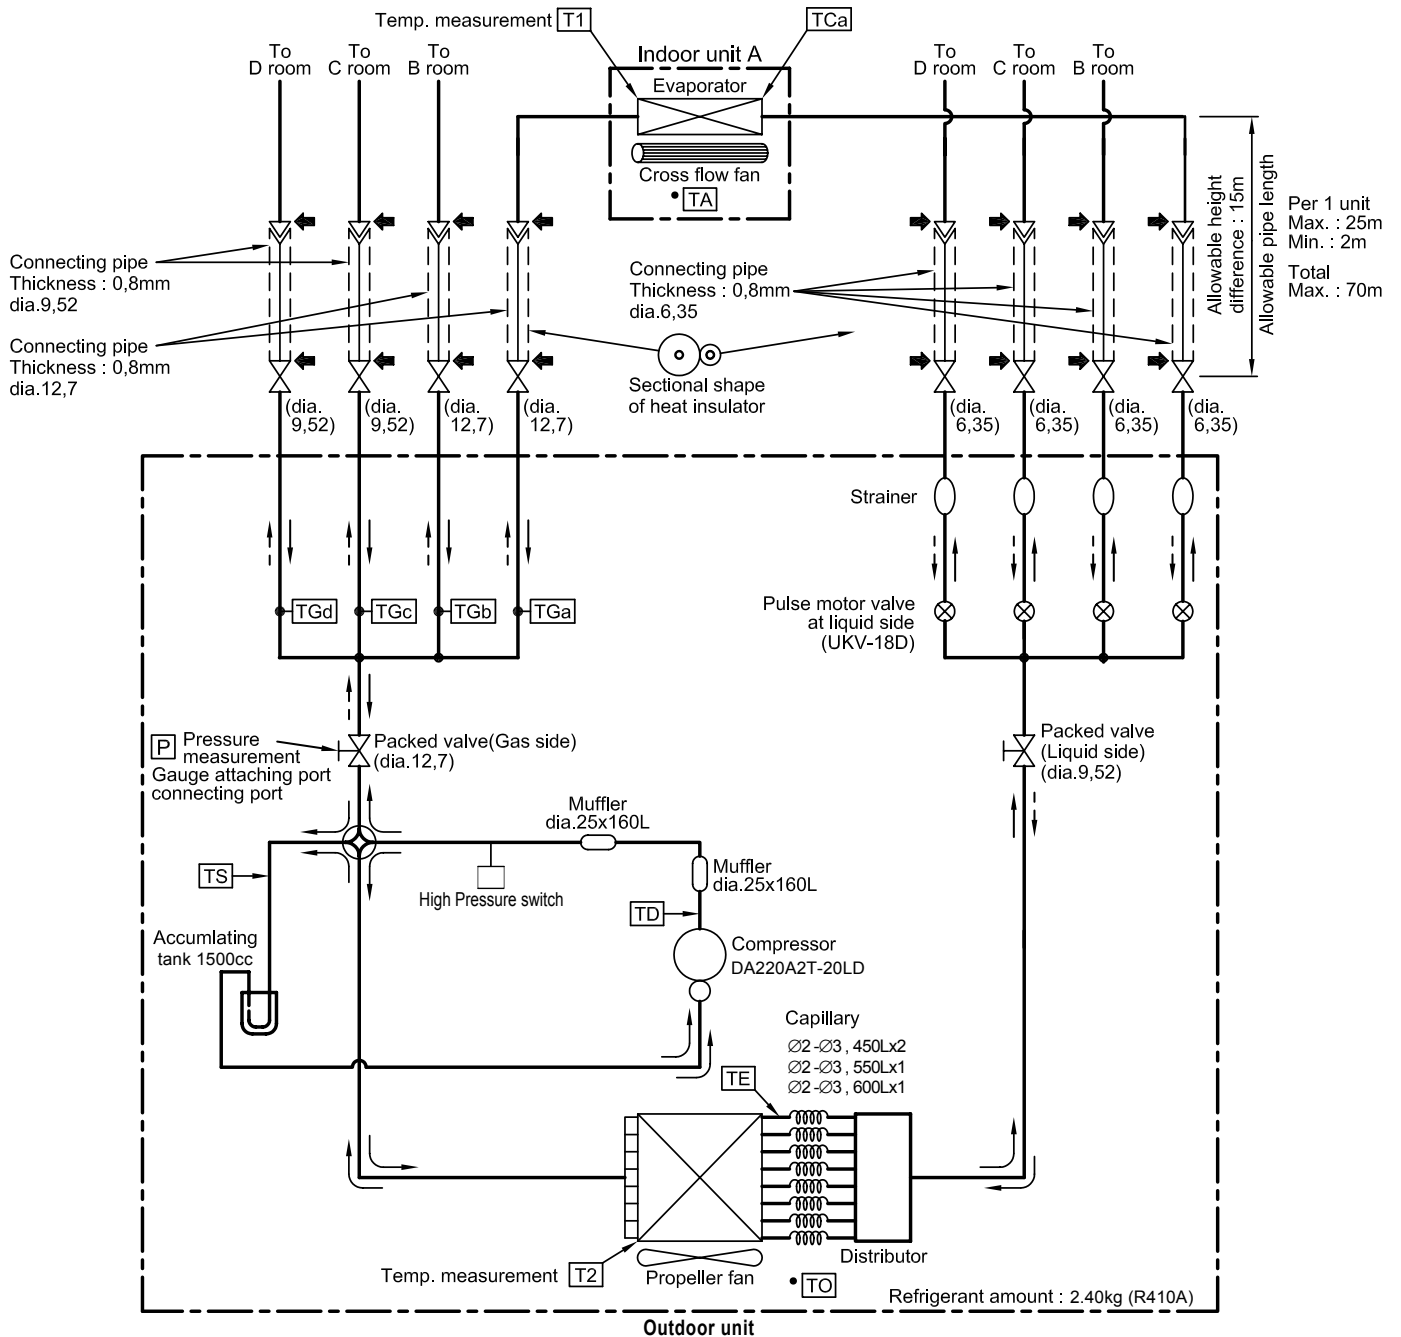 Temp. measurement T1
TCa
To
D room
To
C room
To
B room
Indoor unit A
Evaporator
Cross flow fan
TA
To
D room
To
C room
To
B room
Allowable height
difference : 15m
Allowable pipe length
Per 1 unit
Max. : 25m
Min. : 2m
Total
Max. : 70m
Connecting pipe
Thickness : 0,8mm
dia.9,52
Connecting pipe
Thickness : 0,8mm
dia.12,7
Connecting pipe
Thickness : 0,8mm
dia.6,35
Sectional shape
of heat insulator
(dia.
9,52)
(dia.
9,52)
(dia.
12,7)
(dia.
12,7)
(dia.
6,35)
(dia.
6,35)
(dia.
6,35)
(dia.
6,35)
Strainer
TGd
TGc
TGb
TGa
Pulse motor valve
at liquid side
(UKV-18D)
P Pressure
measurement
Gauge attaching port
connecting port
Packed valve(Gas side)
(dia.12,7)
Packed valve
(Liquid side)
(dia.9,52)
Muffler
dia.25x160L
Muffler
dia.25x160L
TS
High Pressure switch
TD
Accumlating
tank 1500cc
Compressor
DA220A2T-20LD
Capillary
∅2 -∅3 , 450Lx2
∅2 -∅3 , 550Lx1
∅2 -∅3 , 600Lx1
TE
Distributor
Temp. measurement T2
Propeller fan
TO
Refrigerant amount : 2.40kg (R410A)
Outdoor unit